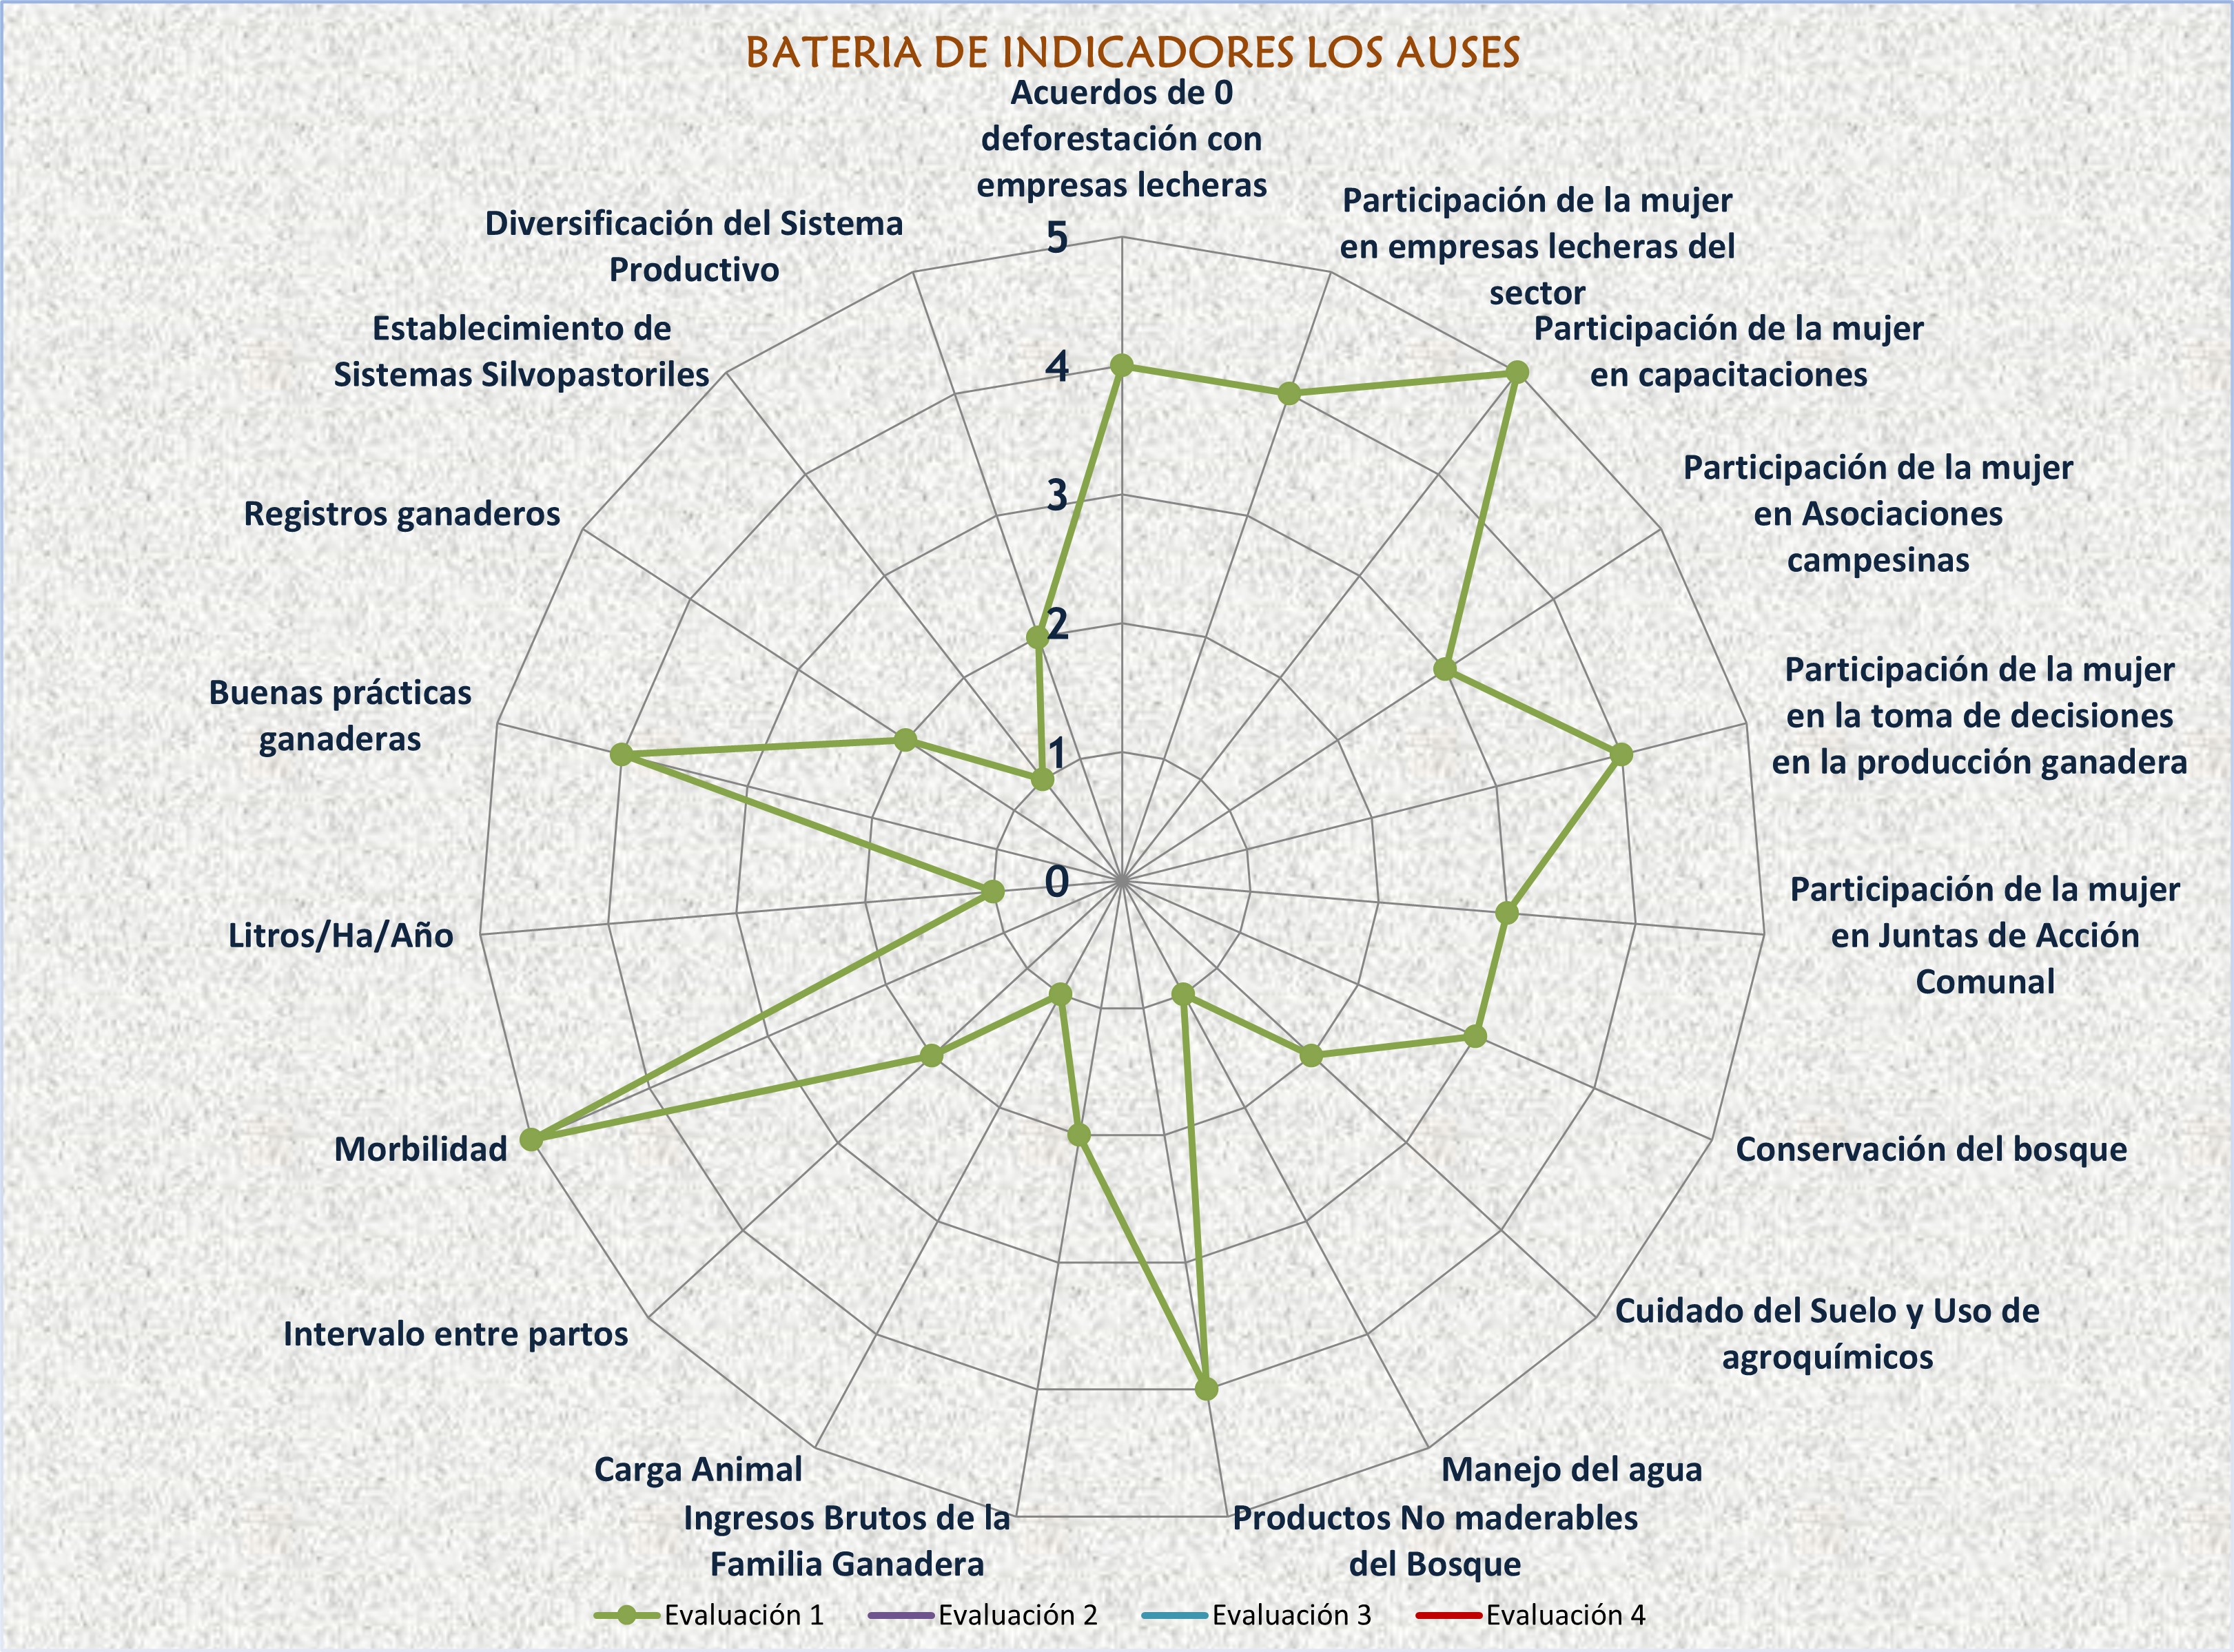 BATERIA DE INDICADORES LOS AUSES
Acuerdos de 0
deforestación con
empresas lecheras
Participación de la mujer
en empresas lecheras del
sector
Participación de la mujer
en capacitaciones
Participación de la mujer
en Asociaciones
campesinas
Participación de la mujer
en la toma de decisiones
en la producción ganadera
Participación de la mujer
en Juntas de Acción
Comunal
Conservación del bosque
Cuidado del Suelo y Uso de
agroquímicos
Manejo del agua
Productos No maderables
del Bosque
Ingresos Brutos de la
Familia Ganadera
Carga Animal
Intervalo entre partos
Morbilidad
Litros/Ha/Año
Buenas prácticas
ganaderas
Registros ganaderos
Establecimiento de
Sistemas Silvopastoriles
Diversificación del Sistema
Productivo
5
4
3
2
1
0
Evaluación 1
Evaluación 2
Evaluación 3
Evaluación 4